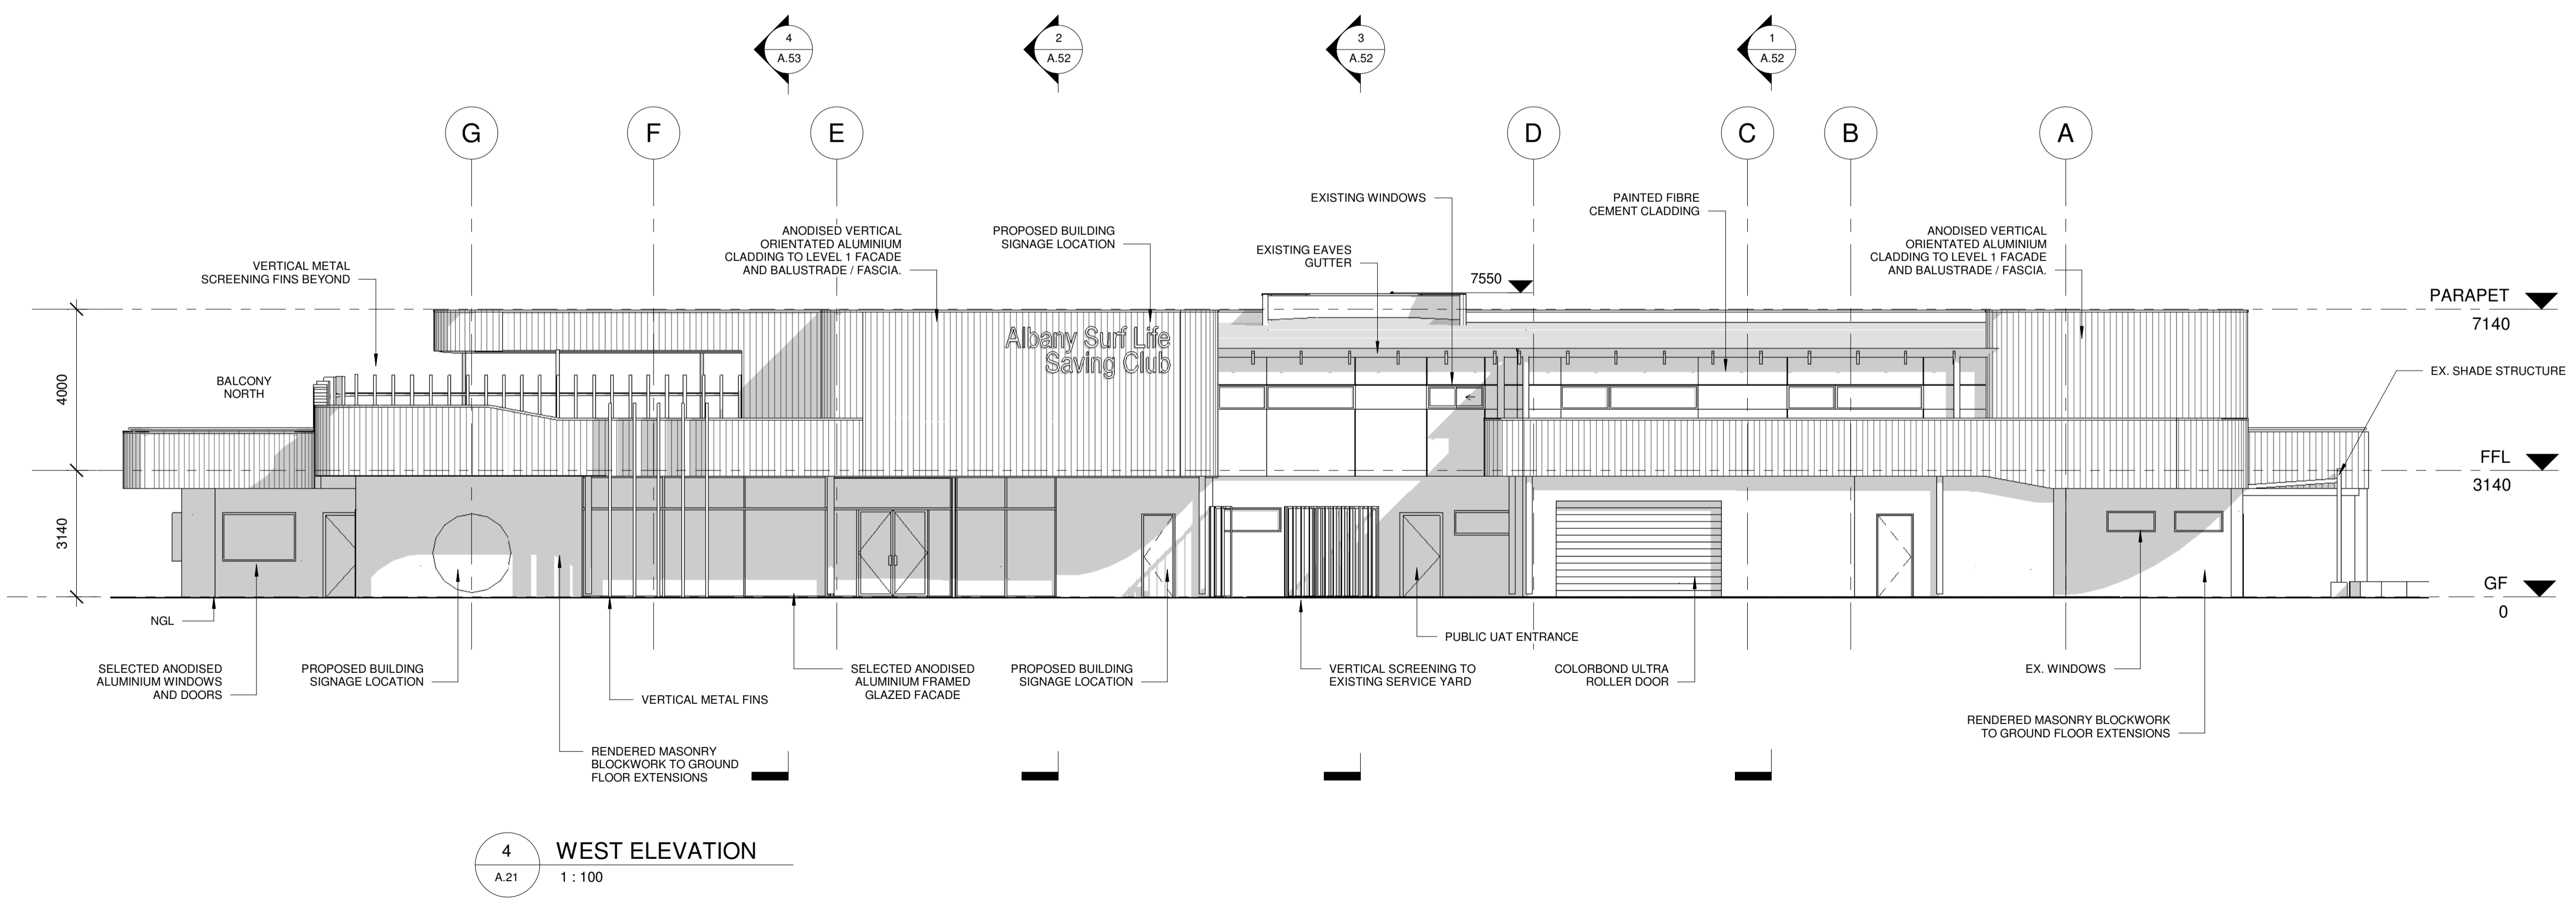 4
A.53
2
A.52
3
A.52
1
A.52
G
F
E
D
C
B
A
VERTICAL METAL
SCREENING FINS BEYOND
ANODISED VERTICAL
ORIENTATED ALUMINIUM
CLADDING TO LEVEL 1 FACADE
AND BALUSTRADE / FASCIA.
PROPOSED BUILDING
SIGNAGE LOCATION
EXISTING WINDOWS
EXISTING EAVES
GUTTER
7550
PAINTED FIBRE
CEMENT CLADDING
ANODISED VERTICAL
ORIENTATED ALUMINIUM
CLADDING TO LEVEL 1 FACADE
AND BALUSTRADE / FASCIA.
PARAPET
7140
EX. SHADE STRUCTURE
FFL
3140
GF
0
4000
3140
BALCONY
NORTH
Albany Surf Life
Saving Club
NGL
SELECTED ANODISED
ALUMINIUM WINDOWS
AND DOORS
PROPOSED BUILDING
SIGNAGE LOCATION
RENDERED MASONRY
BLOCKWORK TO GROUND
FLOOR EXTENSIONS
VERTICAL METAL FINS
SELECTED ANODISED
ALUMINIUM FRAMED
GLAZED FACADE
PROPOSED BUILDING
SIGNAGE LOCATION
VERTICAL SCREENING TO
EXISTING SERVICE YARD
PUBLIC UAT ENTRANCE
COLORBOND ULTRA
ROLLER DOOR
EX. WINDOWS
RENDERED MASONRY BLOCKWORK
TO GROUND FLOOR EXTENSIONS
4
A.21
WEST ELEVATION
1 : 100